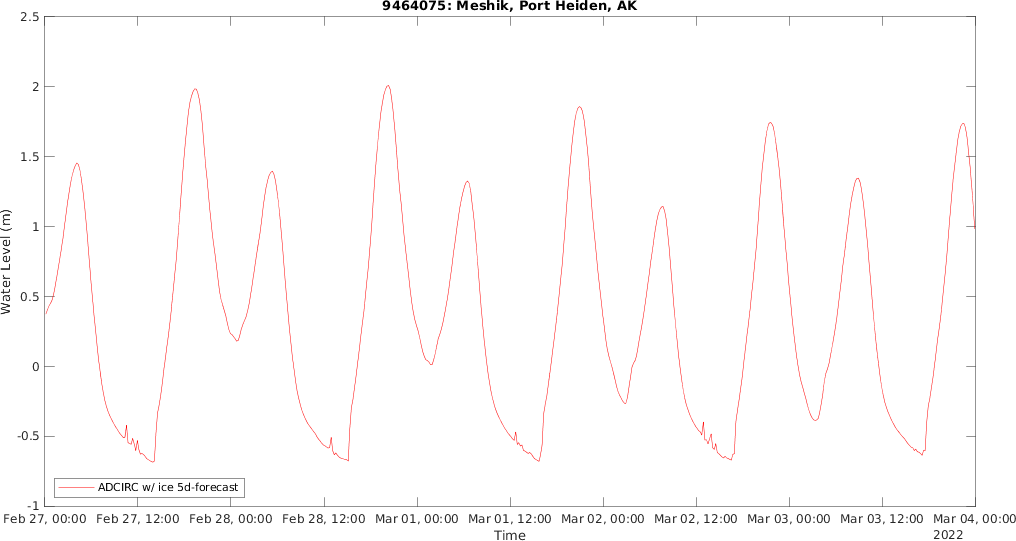 9464075: Meshik, Port Heiden, AK
2.5
2
1.5
1
0.5
0
-0.5
-1
Water Level (m)
ADCIRC w/ ice 5d-forecast
Feb 27, 00:00 Feb 27, 12:00 Feb 28, 00:00 Feb 28, 12:00 Mar 01, 00:00 Mar 01, 12:00 Mar 02, 00:00 Mar 02, 12:00 Mar 03, 00:00 Mar 03, 12:00 Mar 04, 00:00
Time
2022